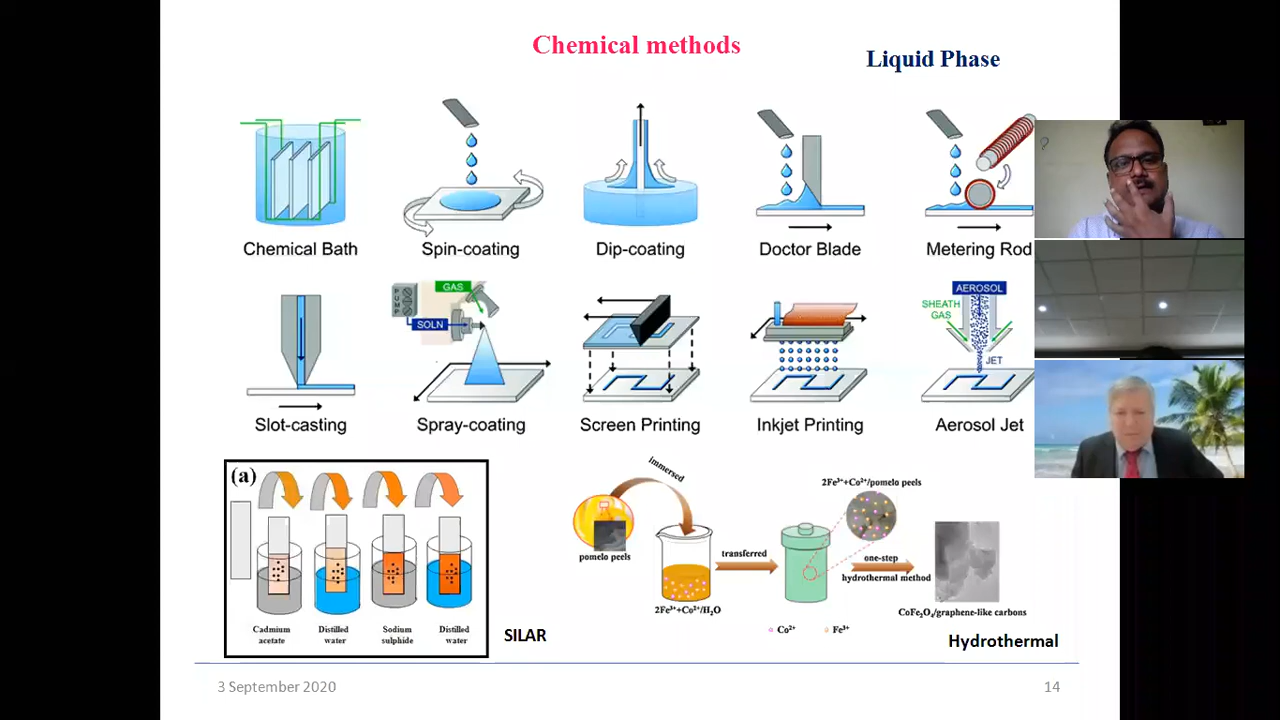 Chemical methods
Liquid Phase
Chemical Bath
Spin-coating
Dip-coating
Doctor Blade
Metering Rod
PUMP
GAS
SOLN
AEROSOL
SHEATH
GAS
JET
Slot-casting
Spray-coating
Screen Printing
Inkjet Printing
Aerosol Jet
(a)
Cadmium
acetate
Distilled
water
Sodium
sulphide
Distilled
water
SILAR
immersed
pomelo peels
2Fe³⁺+Co²⁺/H₂O
transferred
2Fe³⁺+Co²⁺/pomelo peels
one-step
hydrothermal method
CoFe₂O₄/graphene-like carbons
Co²⁺
Fe³⁺
Hydrothermal
3 September 2020
14